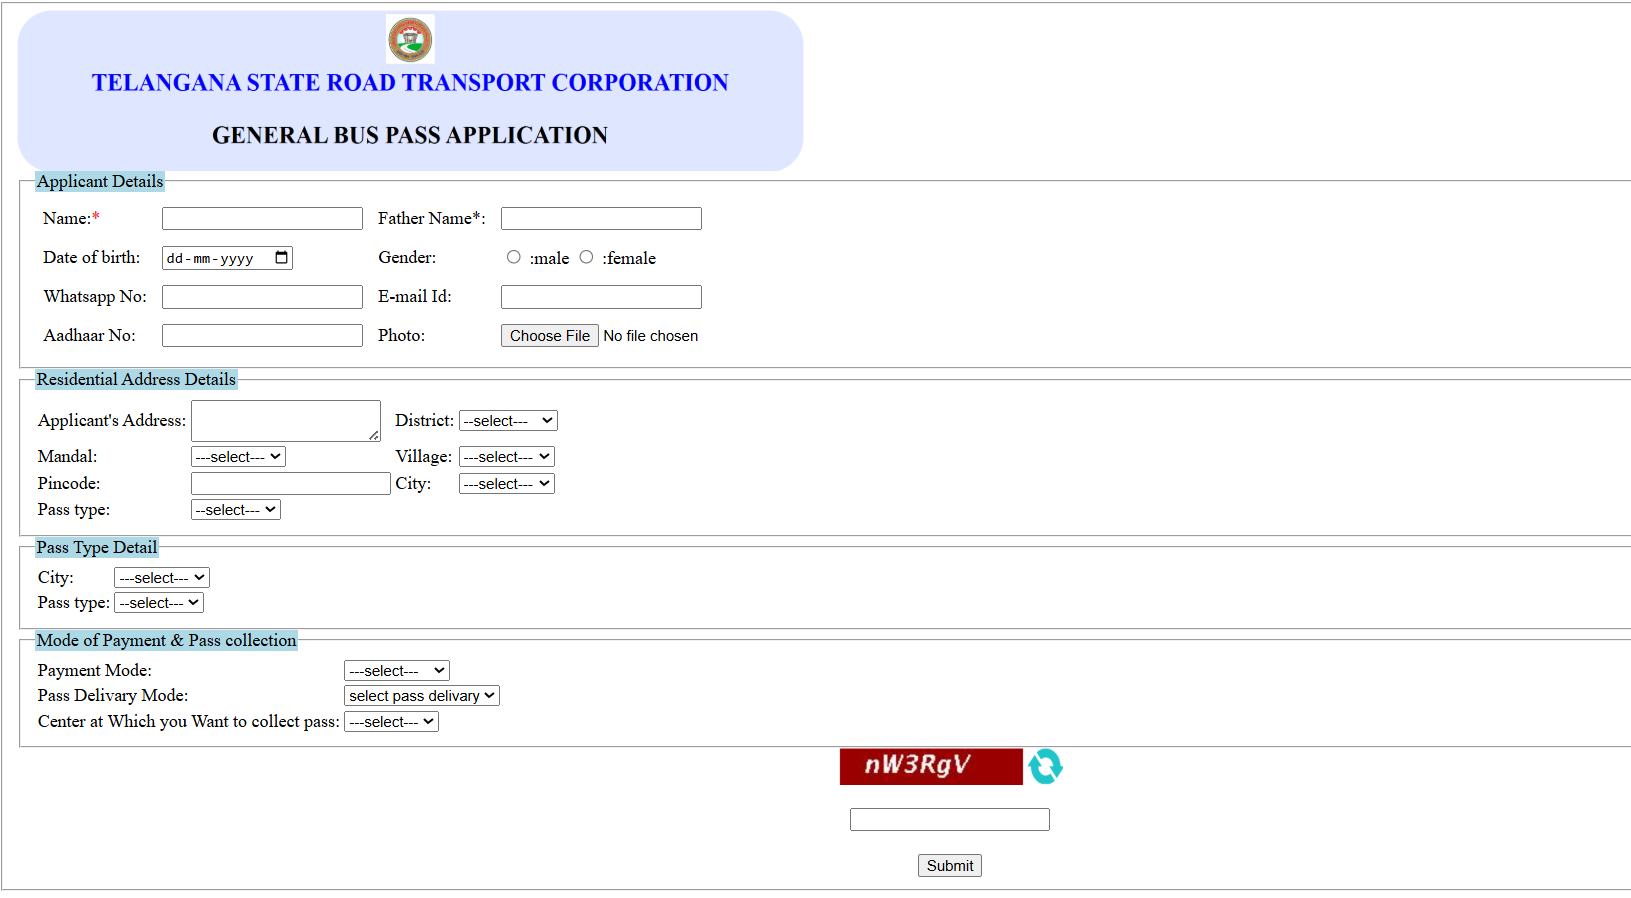 TELANGANA STATE ROAD TRANSPORT CORPORATION
GENERAL BUS PASS APPLICATION
Applicant Details
Name:* Father Name*:
Date of birth: dd-mm-yyyy Gender: :male :female
Whatsapp No: E-mail Id:
Aadhaar No: Photo: Choose File No file chosen
Residential Address Details
Applicant's Address: District: --select---
Mandal: ---select--- Village: ---select---
Pincode: City: ---select---
Pass type: --select---
Pass Type Detail
City: ---select---
Pass type: --select---
Mode of Payment & Pass collection
Payment Mode: ---select---
Pass Delivary Mode: select pass delivary
Center at Which you Want to collect pass: ---select---
nW3RgV
Submit